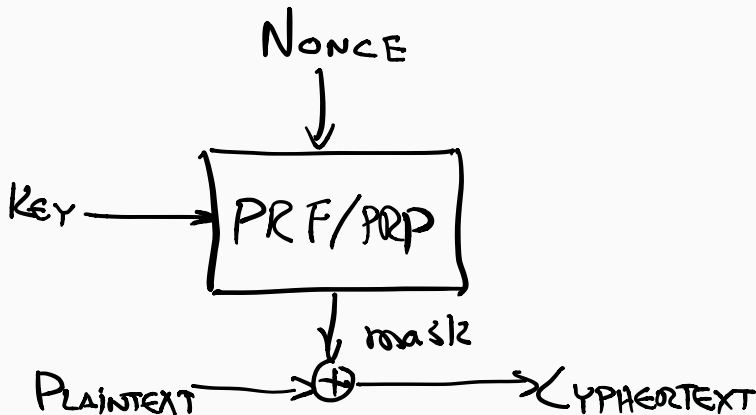 NONCE
KEY
PRF/PRP
mask
PLAINTEXT
CYPHERTEXT